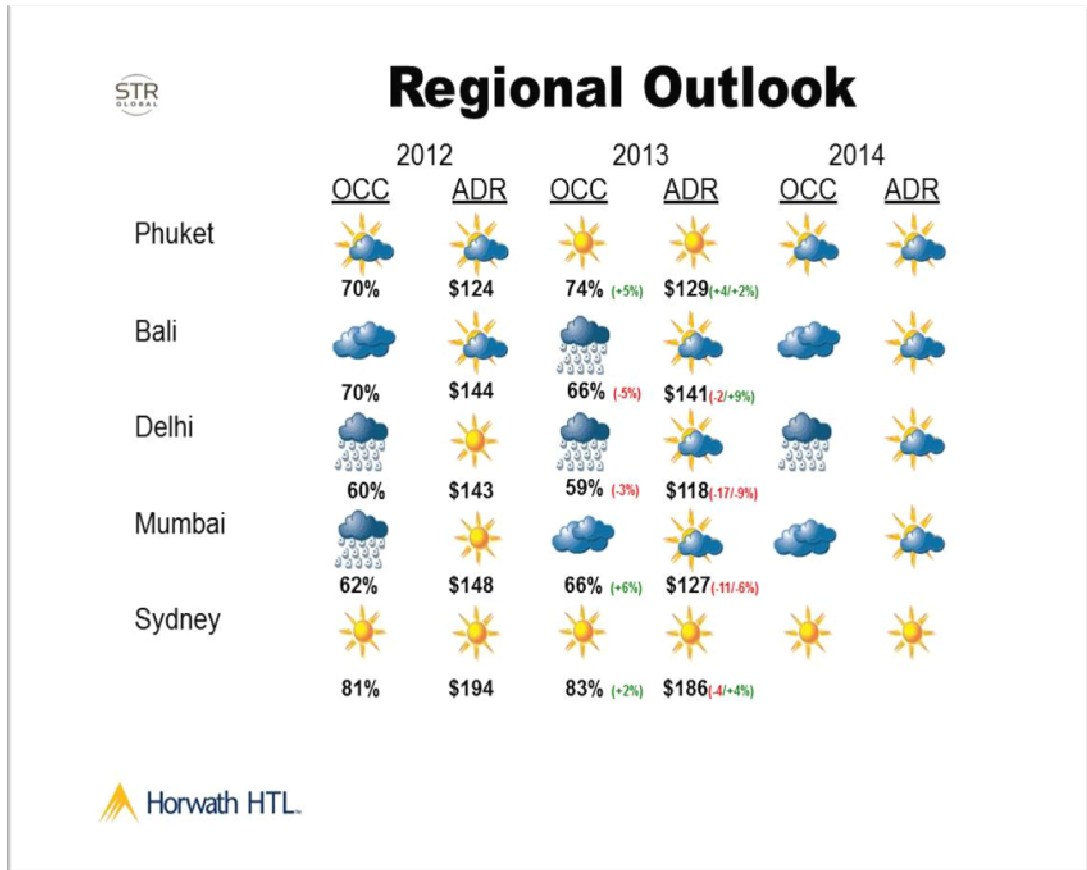 STR
GLOBAL
Regional Outlook
2012 2013 2014
OCC ADR OCC ADR OCC ADR
Phuket
70% $124 74% (+5%) $129(+4/+2%)
Bali
70% $144 66% (-5%) $141(-2/+9%)
Delhi
60% $143 59% (-3%) $118(-17/-9%)
Mumbai
62% $148 66% (+6%) $127(-11/-6%)
Sydney
81% $194 83% (+2%) $186(-4/+4%)
Horwath HTL™